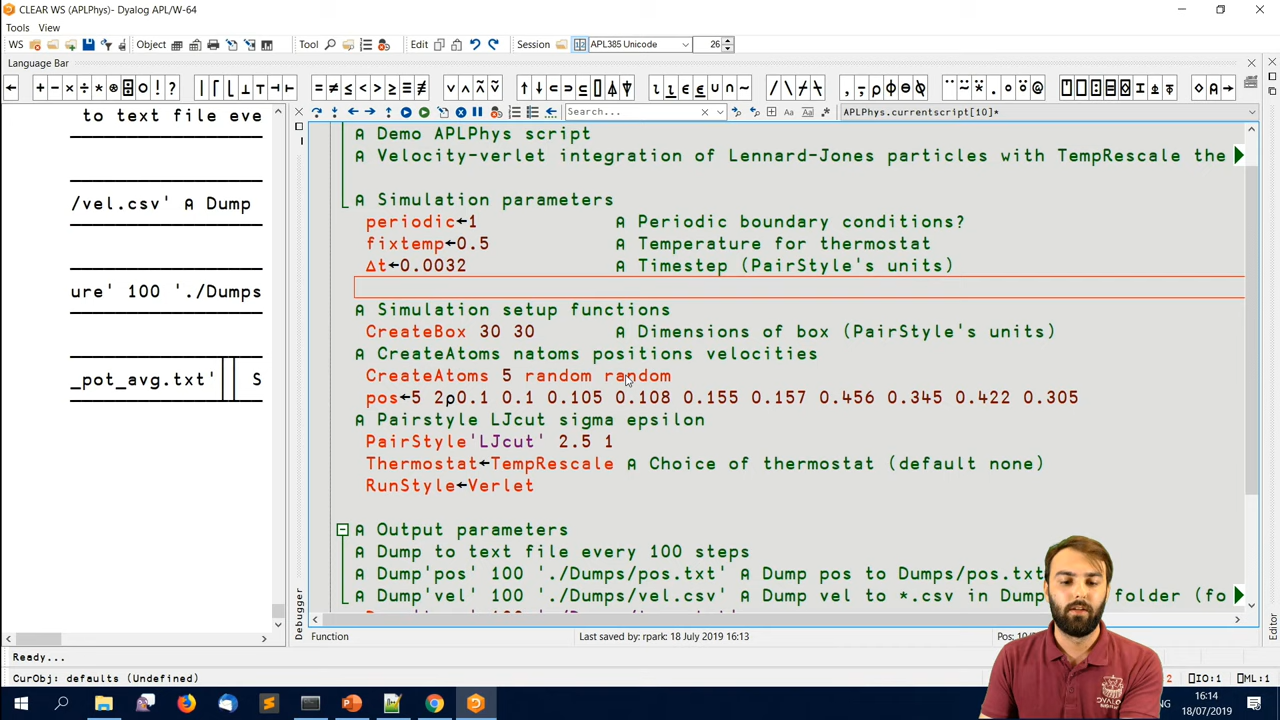 CLEAR WS (APLPhys) - Dyalog APL/W-64
Tools View
WS Object Tool Edit Session APL385 Unicode 26
Language Bar
Search... Aa APLPhys.currentscript[10]*
to text file eve
/vel.csv' ⍝ Dump
ure' 100 './Dumps
_pot_avg.txt' S
⍝ Demo APLPhys script
⍝ Velocity-verlet integration of Lennard-Jones particles with TempRescale the
⍝ Simulation parameters
periodic←1 ⍝ Periodic boundary conditions?
fixtemp←0.5 ⍝ Temperature for thermostat
∆t←0.0032 ⍝ Timestep (PairStyle's units)
⍝ Simulation setup functions
CreateBox 30 30 ⍝ Dimensions of box (PairStyle's units)
⍝ CreateAtoms natoms positions velocities
CreateAtoms 5 random random
pos←5 2⍴0.1 0.1 0.105 0.108 0.155 0.157 0.456 0.345 0.422 0.305
⍝ Pairstyle LJcut sigma epsilon
PairStyle'LJcut' 2.5 1
Thermostat←TempRescale ⍝ Choice of thermostat (default none)
RunStyle←Verlet
⍝ Output parameters
⍝ Dump to text file every 100 steps
⍝ Dump'pos' 100 './Dumps/pos.txt' ⍝ Dump pos to Dumps/pos.txt
⍝ Dump'vel' 100 './Dumps/vel.csv' ⍝ Dump vel to *.csv in Dump folder (fo
Debugger
Editor
Function Last saved by: rpark: 18 July 2019 16:13 Pos: 10/
Ready...
CurObj: defaults (Undefined) 2 ⎕IO:1 ⎕ML:1
ENG 16:14
18/07/2019